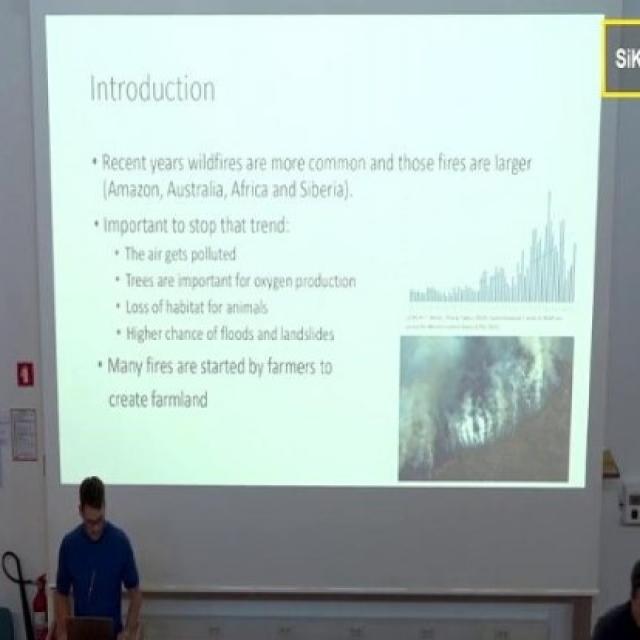 SiK
Introduction
• Recent years wildfires are more common and those fires are larger
(Amazon, Australia, Africa and Siberia).
• Important to stop that trend:
• The air gets polluted
• Trees are important for oxygen production
• Loss of habitat for animals
• Higher chance of floods and landslides
• Many fires are started by farmers to
create farmland